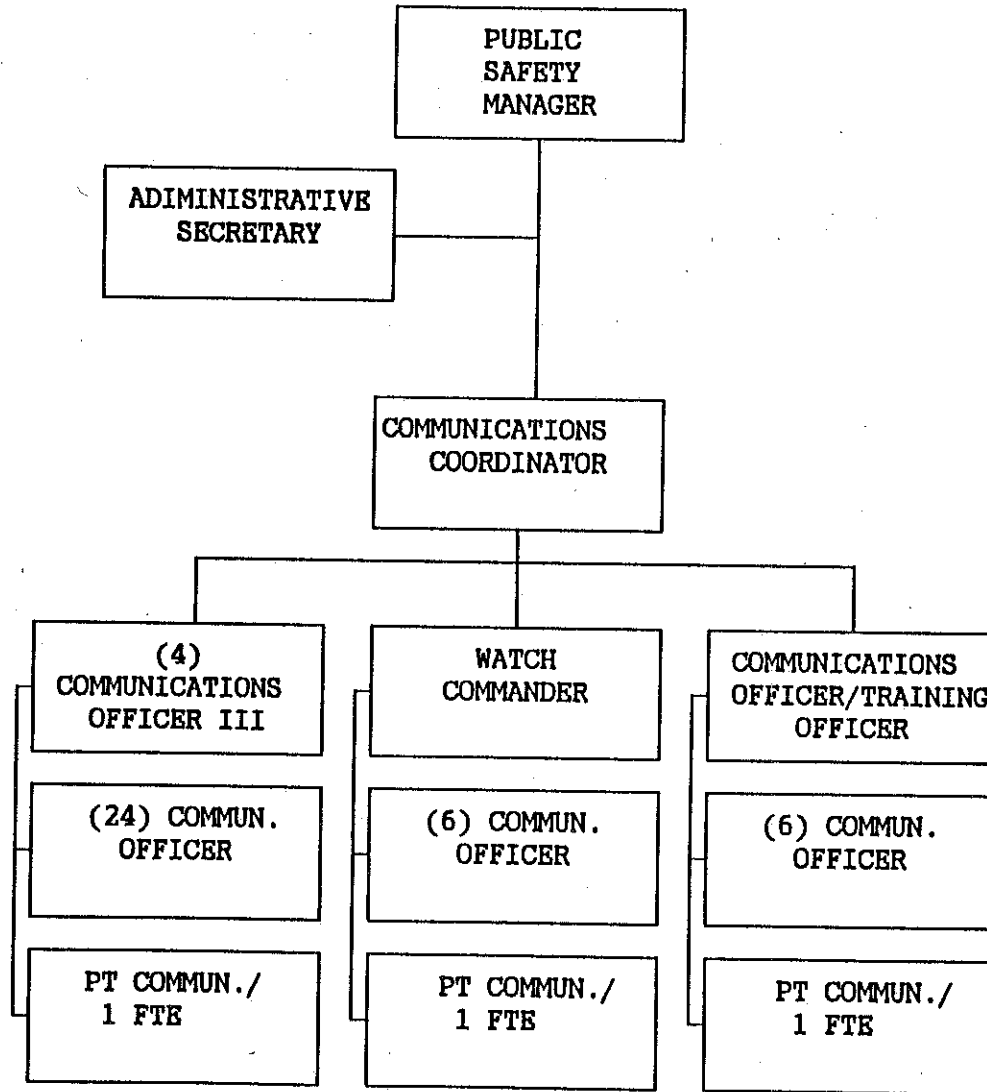 PUBLIC
SAFETY
MANAGER
ADIMINISTRATIVE
SECRETARY
COMMUNICATIONS
COORDINATOR
(4)
COMMUNICATIONS
OFFICER III
WATCH
COMMANDER
COMMUNICATIONS
OFFICER/TRAINING
OFFICER
(24) COMMUN.
OFFICER
(6) COMMUN.
OFFICER
(6) COMMUN.
OFFICER
PT COMMUN./
1 FTE
PT COMMUN./
1 FTE
PT COMMUN./
1 FTE